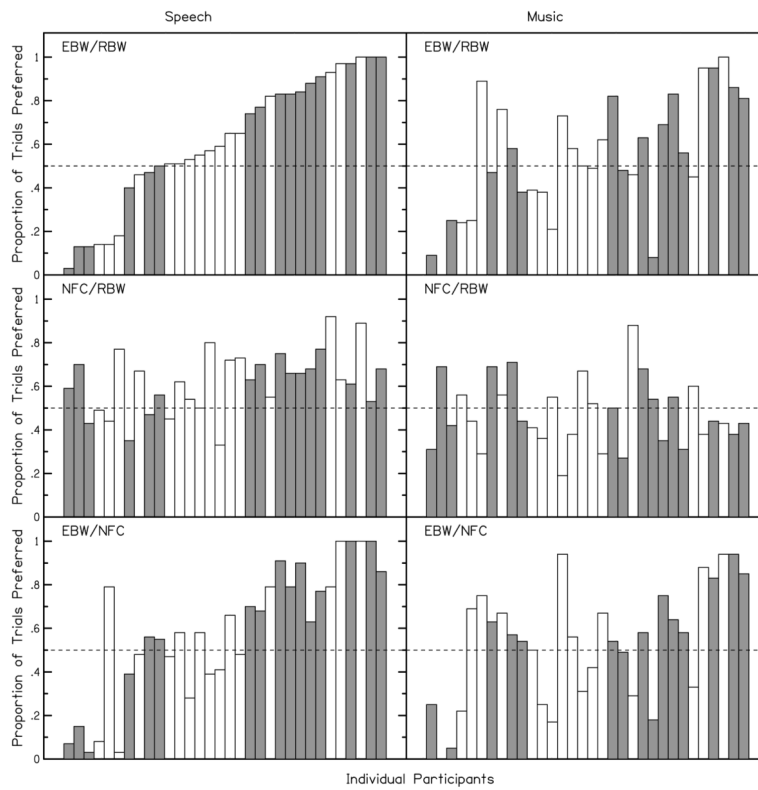 Speech
Music
EBW/RBW
EBW/RBW
1
.8
.6
.4
.2
0
Proportion of Trials Preferred
NFC/RBW
NFC/RBW
1
.8
.6
.4
.2
0
Proportion of Trials Preferred
EBW/NFC
EBW/NFC
1
.8
.6
.4
.2
0
Proportion of Trials Preferred
Individual Participants